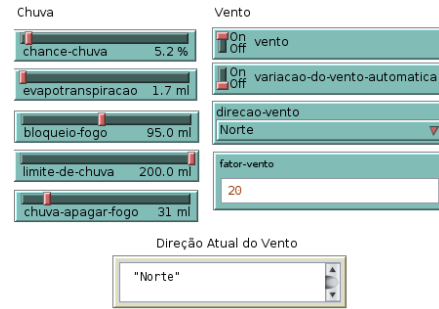 Chuva
chance-chuva 5.2 %
evapotranspiracao 1.7 ml
bloqueio-fogo 95.0 ml
limite-de-chuva 200.0 ml
chuva-apagar-fogo 31 ml
Vento
On
Off
vento
On
Off
variacao-do-vento-automatica
direcao-vento
Norte
fator-vento
20
Direção Atual do Vento
"Norte"